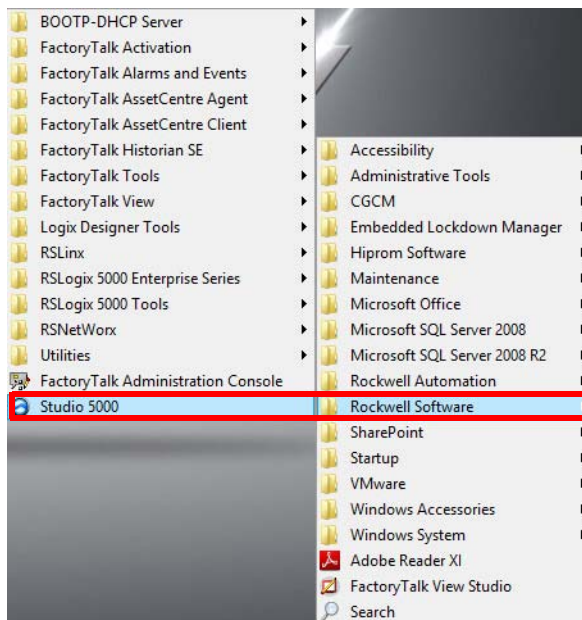 BOOTP-DHCP Server
FactoryTalk Activation
FactoryTalk Alarms and Events
FactoryTalk AssetCentre Agent
FactoryTalk AssetCentre Client
FactoryTalk Historian SE
FactoryTalk Tools
FactoryTalk View
Logix Designer Tools
RSLinx
RSLogix 5000 Enterprise Series
RSLogix 5000 Tools
RSNetWorx
Utilities
FactoryTalk Administration Console
Studio 5000
Accessibility
Administrative Tools
CGCM
Embedded Lockdown Manager
Hiprom Software
Maintenance
Microsoft Office
Microsoft SQL Server 2008
Microsoft SQL Server 2008 R2
Rockwell Automation
Rockwell Software
SharePoint
Startup
VMware
Windows Accessories
Windows System
Adobe Reader XI
FactoryTalk View Studio
Search